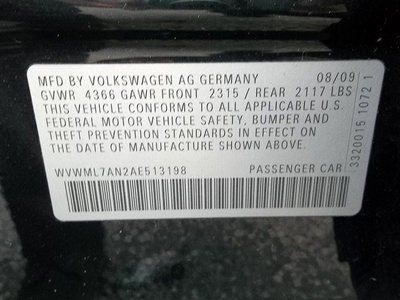 MFD BY VOLKSWAGEN AG GERMANY 08/09
GVWR 4366 GAWR FRONT 2315 / REAR 2117 LBS
THIS VEHICLE CONFORMS TO ALL APPLICABLE U.S.
FEDERAL MOTOR VEHICLE SAFETY, BUMPER AND
THEFT PREVENTION STANDARDS IN EFFECT ON THE
DATE OF MANUFACTURE SHOWN ABOVE.
WVWML7AN2AE513198 PASSENGER CAR
3320015 1072 1